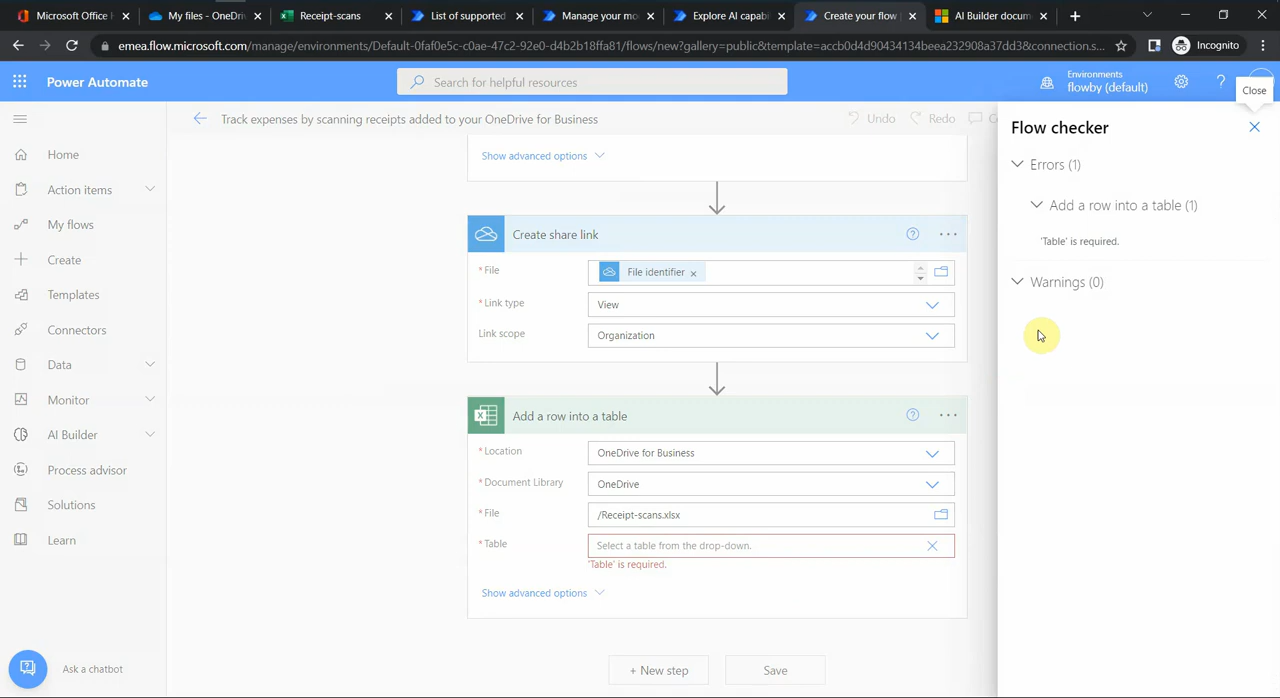 Microsoft Office H
My files - OneDri
Receipt-scans
List of supported
Manage your mo
Explore AI capab
Create your flow
AI Builder docum
emea.flow.microsoft.com/manage/environments/Default-0faf0e5c-c0ae-47c2-92e0-d4b2b18ffa81/flows/new?gallery=public&template=accb0d4d90434134beea232908a37dd3&connection.s...
Incognito
Power Automate
Search for helpful resources
Environments
flowby (default)
Close
Track expenses by scanning receipts added to your OneDrive for Business
Undo
Redo
Home
Action items
My flows
Create
Templates
Connectors
Data
Monitor
AI Builder
Process advisor
Solutions
Learn
Ask a chatbot
Show advanced options
Create share link
* File
File identifier
* Link type
View
Link scope
Organization
Add a row into a table
* Location
OneDrive for Business
* Document Library
OneDrive
* File
/Receipt-scans.xlsx
* Table
Select a table from the drop-down.
'Table' is required.
Show advanced options
+ New step
Save
Flow checker
Errors (1)
Add a row into a table (1)
'Table' is required.
Warnings (0)